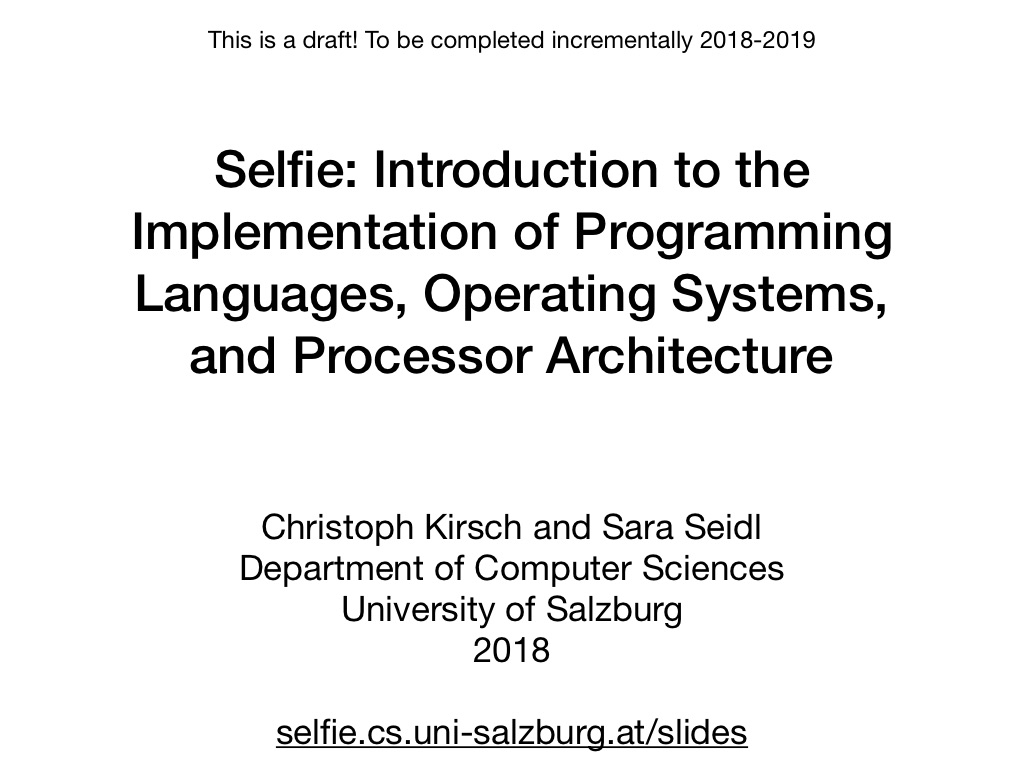 This is a draft! To be completed incrementally 2018-2019
Selfie: Introduction to the
Implementation of Programming
Languages, Operating Systems,
and Processor Architecture
Christoph Kirsch and Sara Seidl
Department of Computer Sciences
University of Salzburg
2018
selfie.cs.uni-salzburg.at/slides